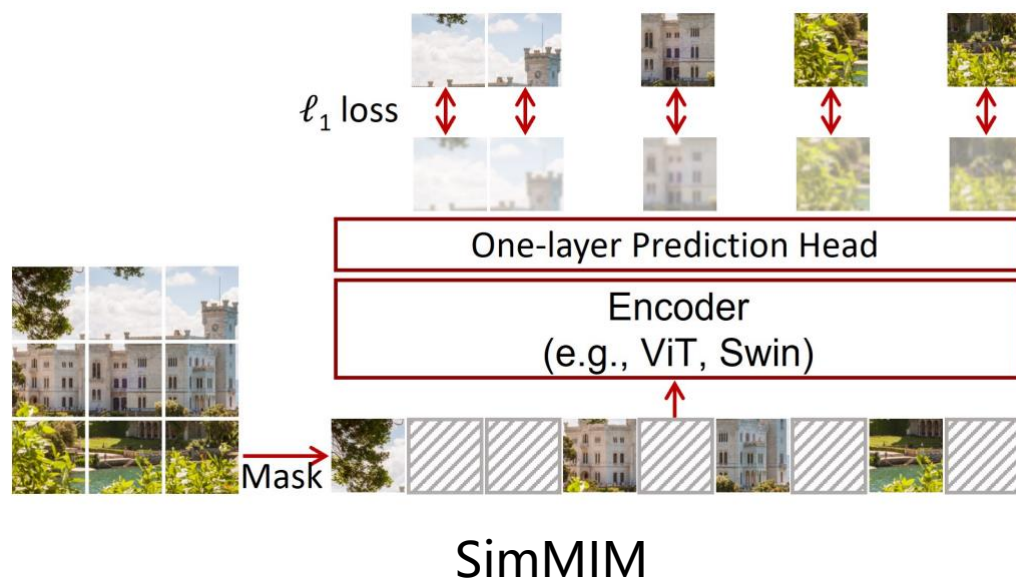 ℓ₁ loss
One-layer Prediction Head
Encoder
(e.g., ViT, Swin)
Mask
SimMIM